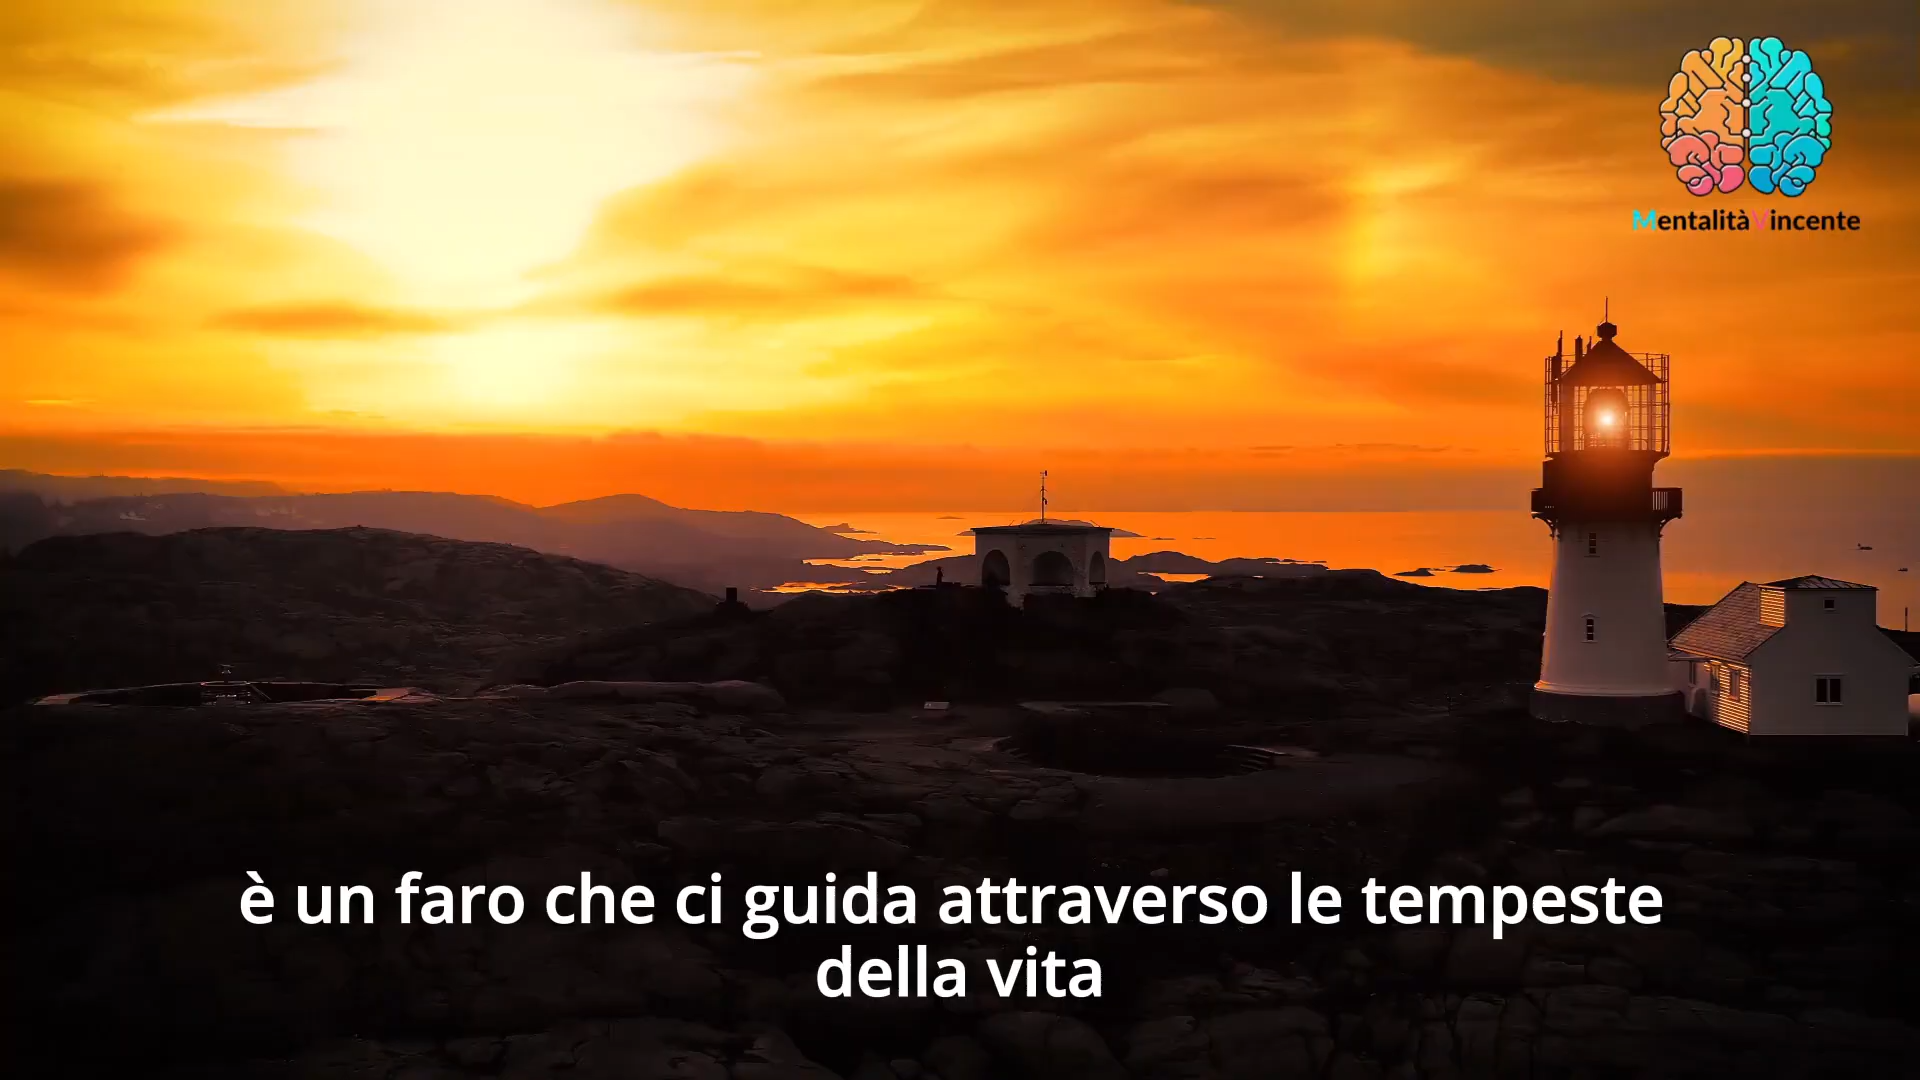 MentalitàVincente
è un faro che ci guida attraverso le tempeste
della vita